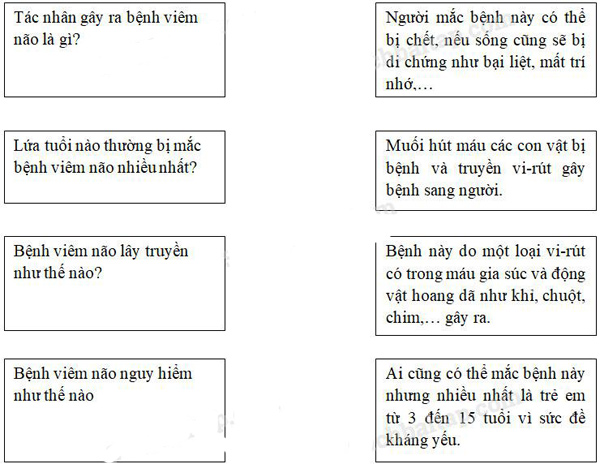 Tác nhân gây ra bệnh viêm
não là gì?
Người mắc bệnh này có thể
bị chết, nếu sống cũng sẽ bị
di chứng như bại liệt, mất trí
nhớ,…
Lứa tuổi nào thường bị mắc
bệnh viêm não nhiều nhất?
Muối hút máu các con vật bị
bệnh và truyền vi-rút gây
bệnh sang người.
Bệnh viêm não lây truyền
như thế nào?
Bệnh này do một loại vi-rút
có trong máu gia súc và động
vật hoang dã như khỉ, chuột,
chim,… gây ra.
Bệnh viêm não nguy hiểm
như thế nào
Ai cũng có thể mắc bệnh này
nhưng nhiều nhất là trẻ em
từ 3 đến 15 tuổi vì sức đề
kháng yếu.